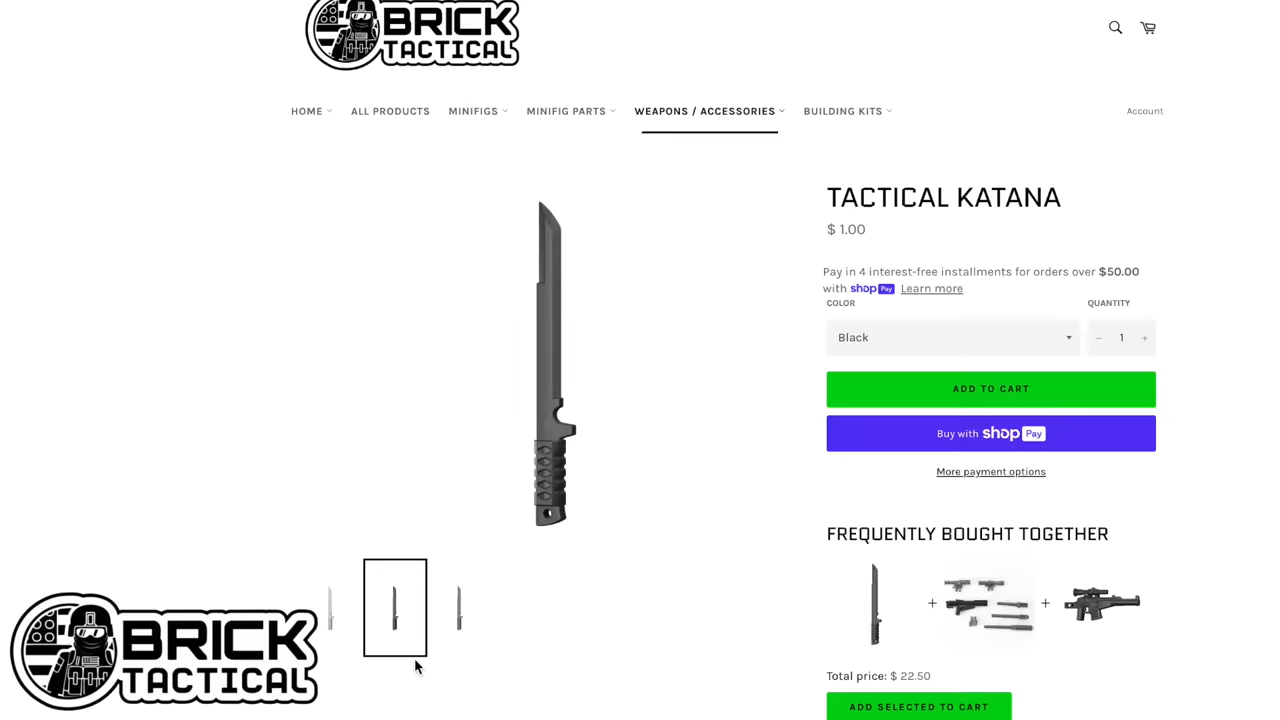 BRICK
TACTICAL
HOME
ALL PRODUCTS
MINIFIGS
MINIFIG PARTS
WEAPONS / ACCESSORIES
BUILDING KITS
Account
TACTICAL KATANA
$ 1.00
Pay in 4 interest-free installments for orders over $50.00
with shop Pay Learn more
COLOR
QUANTITY
Black
− 1 +
ADD TO CART
Buy with shop Pay
More payment options
FREQUENTLY BOUGHT TOGETHER
+ +
Total price: $ 22.50
ADD SELECTED TO CART
BRICK
TACTICAL